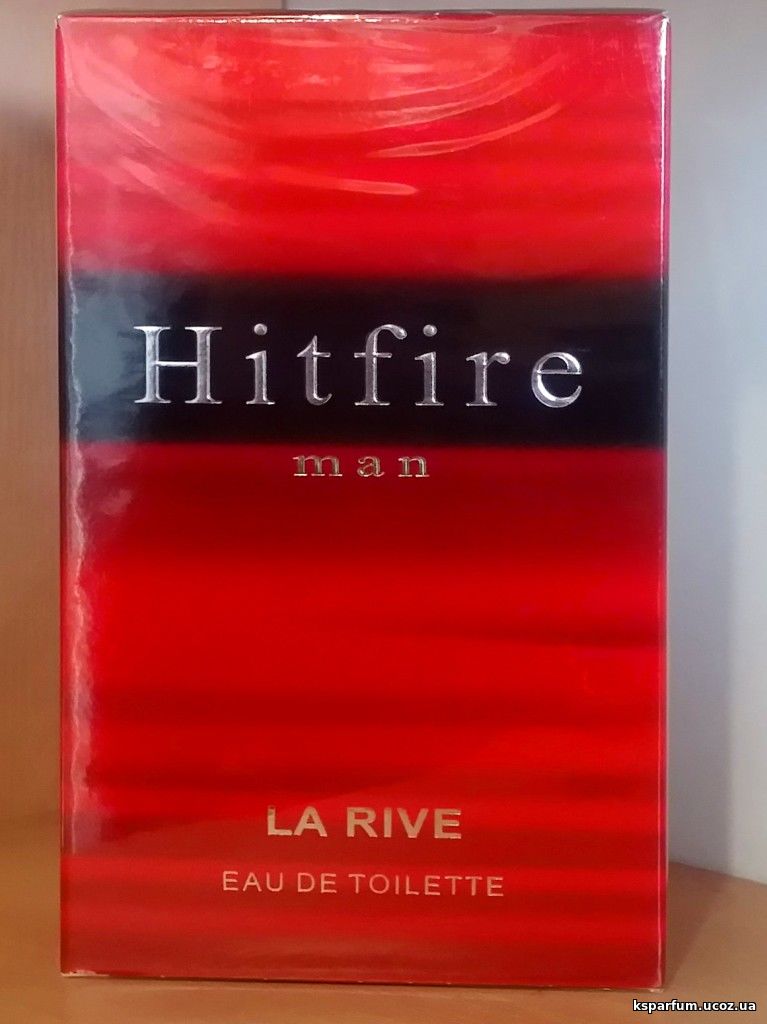 Hitfire
man
LA RIVE
EAU DE TOILETTE
ksparfum.ucoz.ua